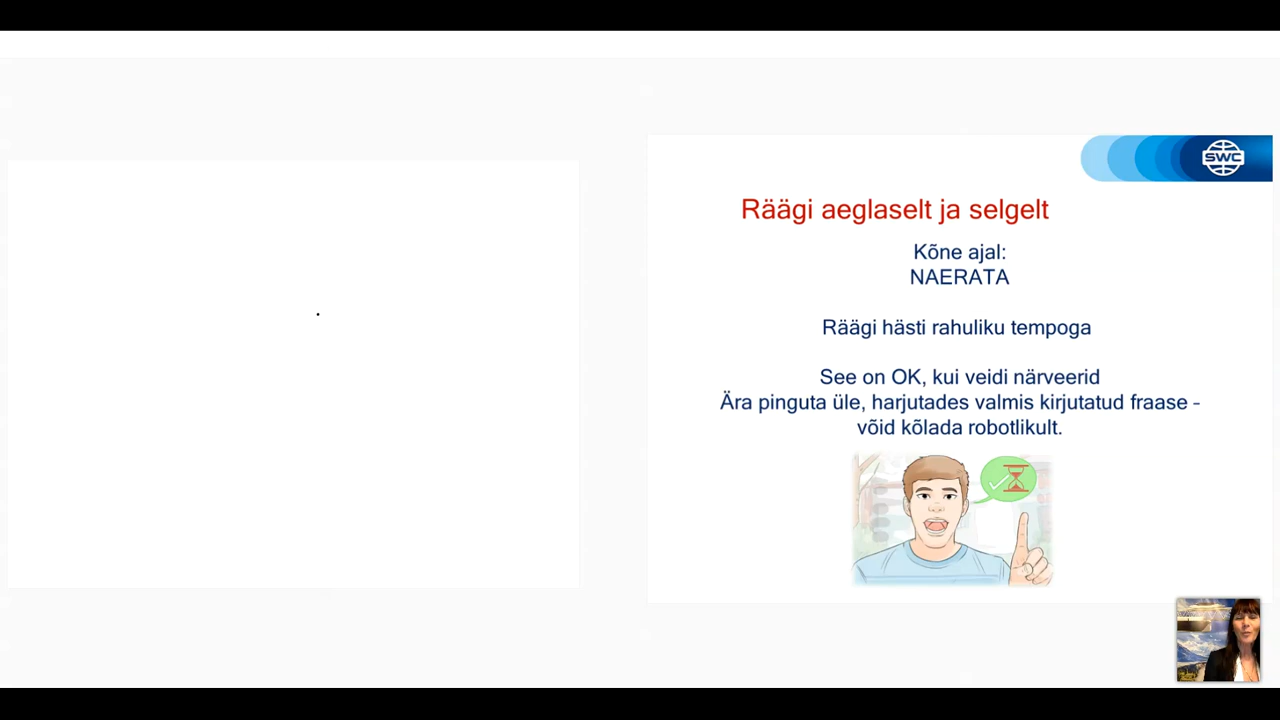 SWC
Räägi aeglaselt ja selgelt
Kõne ajal:
NAERATA
Räägi hästi rahuliku tempoga
See on OK, kui veidi närveerid
Ära pinguta üle, harjutades valmis kirjutatud fraase –
võid kõlada robotlikult.